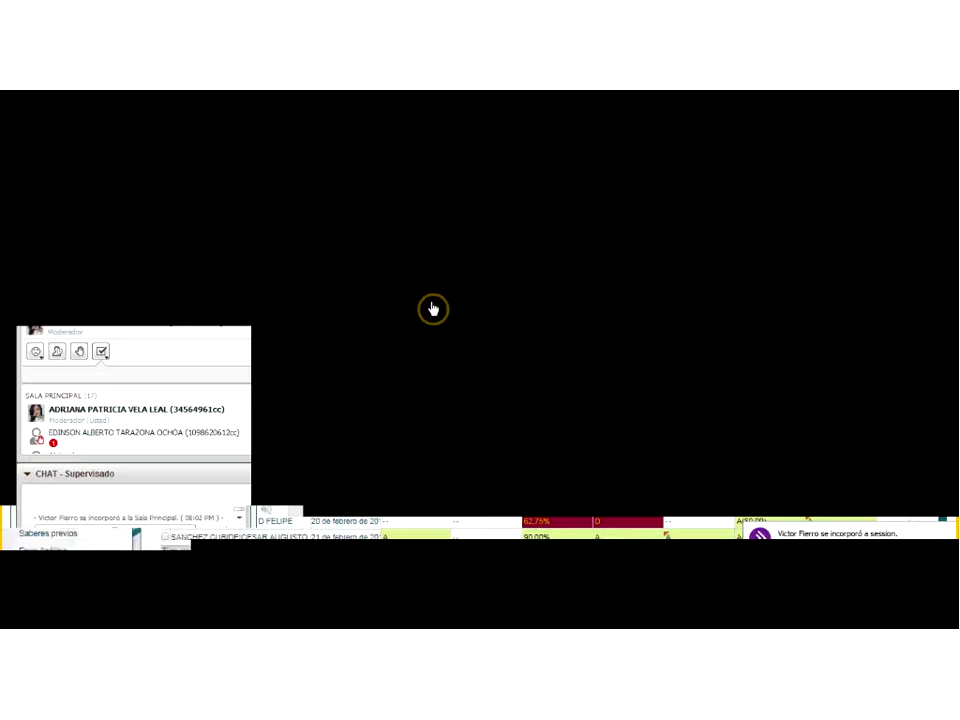 Moderador
SALA PRINCIPAL (17)
ADRIANA PATRICIA VELA LEAL (34564961cc)
Moderador (usted)
EDINSON ALBERTO TARAZONA OCHOA (1098620612cc)
CHAT - Supervisado
- Victor Fierro se incorporó a la Sala Principal. ( 08:02 PM ) -
D FELIPE 20 de febrero de 201 -- -- 62,75% D --
Saberes previos
SANCHEZ CUBIDE CESAR AUGUSTO 21 de febrero de 20 A -- 90,00% A
Victor Fierro se incorporó a session.